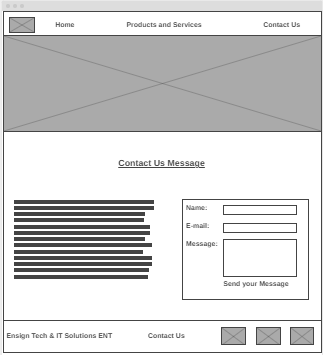 Home Products and Services Contact Us
Contact Us Message
Name:
E-mail:
Message:
Send your Message
Ensign Tech & IT Solutions ENT Contact Us